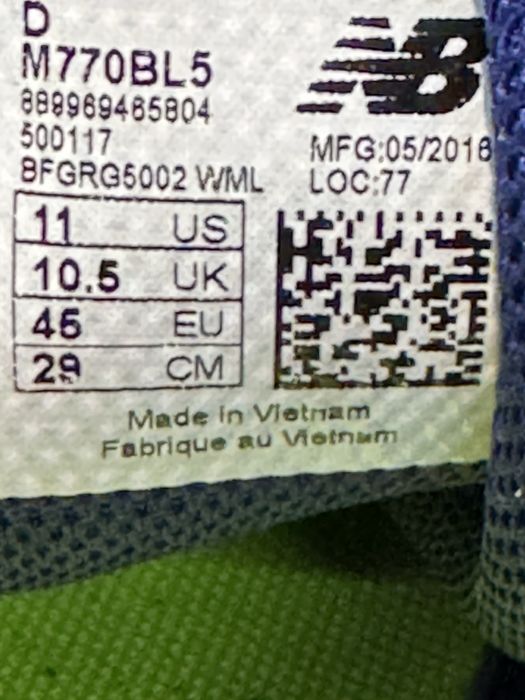 D
M770BL5
889969465804
500117
BFGRG5002 WML
NB
MFG:05/2016
LOC:77
11 US
10.5 UK
45 EU
29 CM
Made in Vietnam
Fabrique au Vietnam